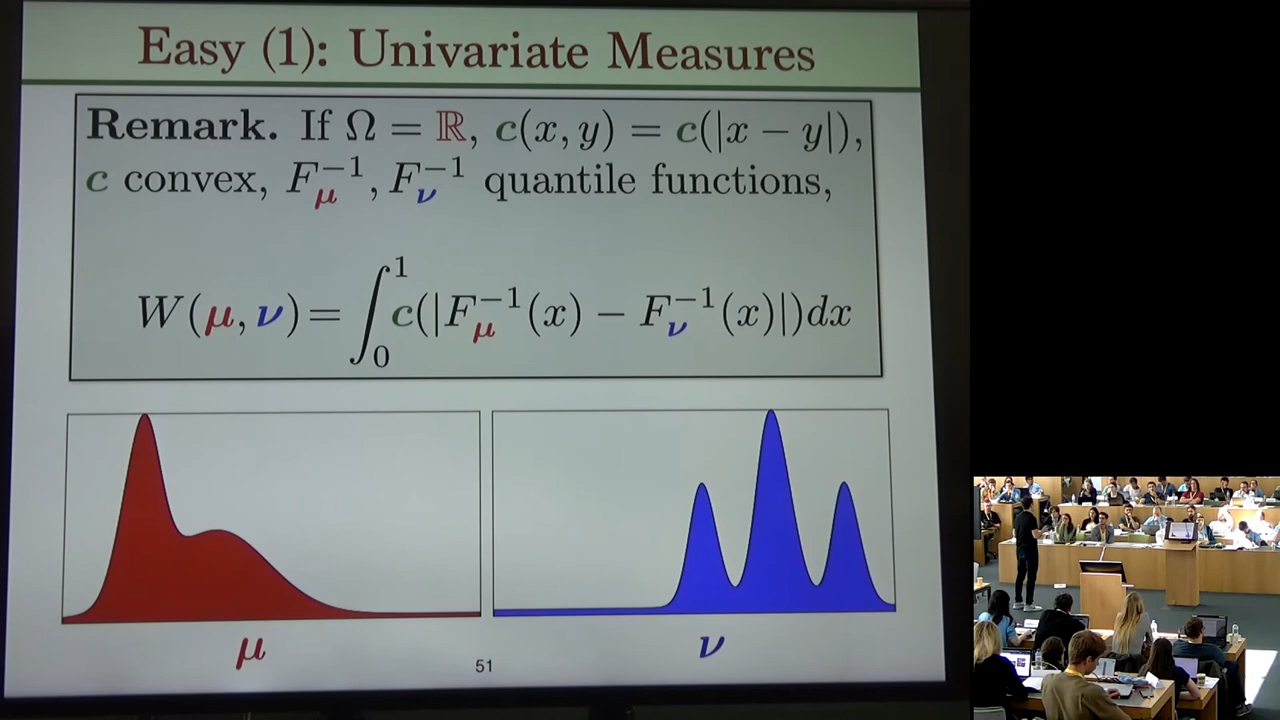 Easy (1): Univariate Measures
Remark. If Ω = ℝ, c(x, y) = c(|x − y|),
c convex, F_μ^{−1}, F_ν^{−1} quantile functions,
W(μ, ν) = ∫_0^1 c(|F_μ^{−1}(x) − F_ν^{−1}(x)|)dx
μ
ν
51